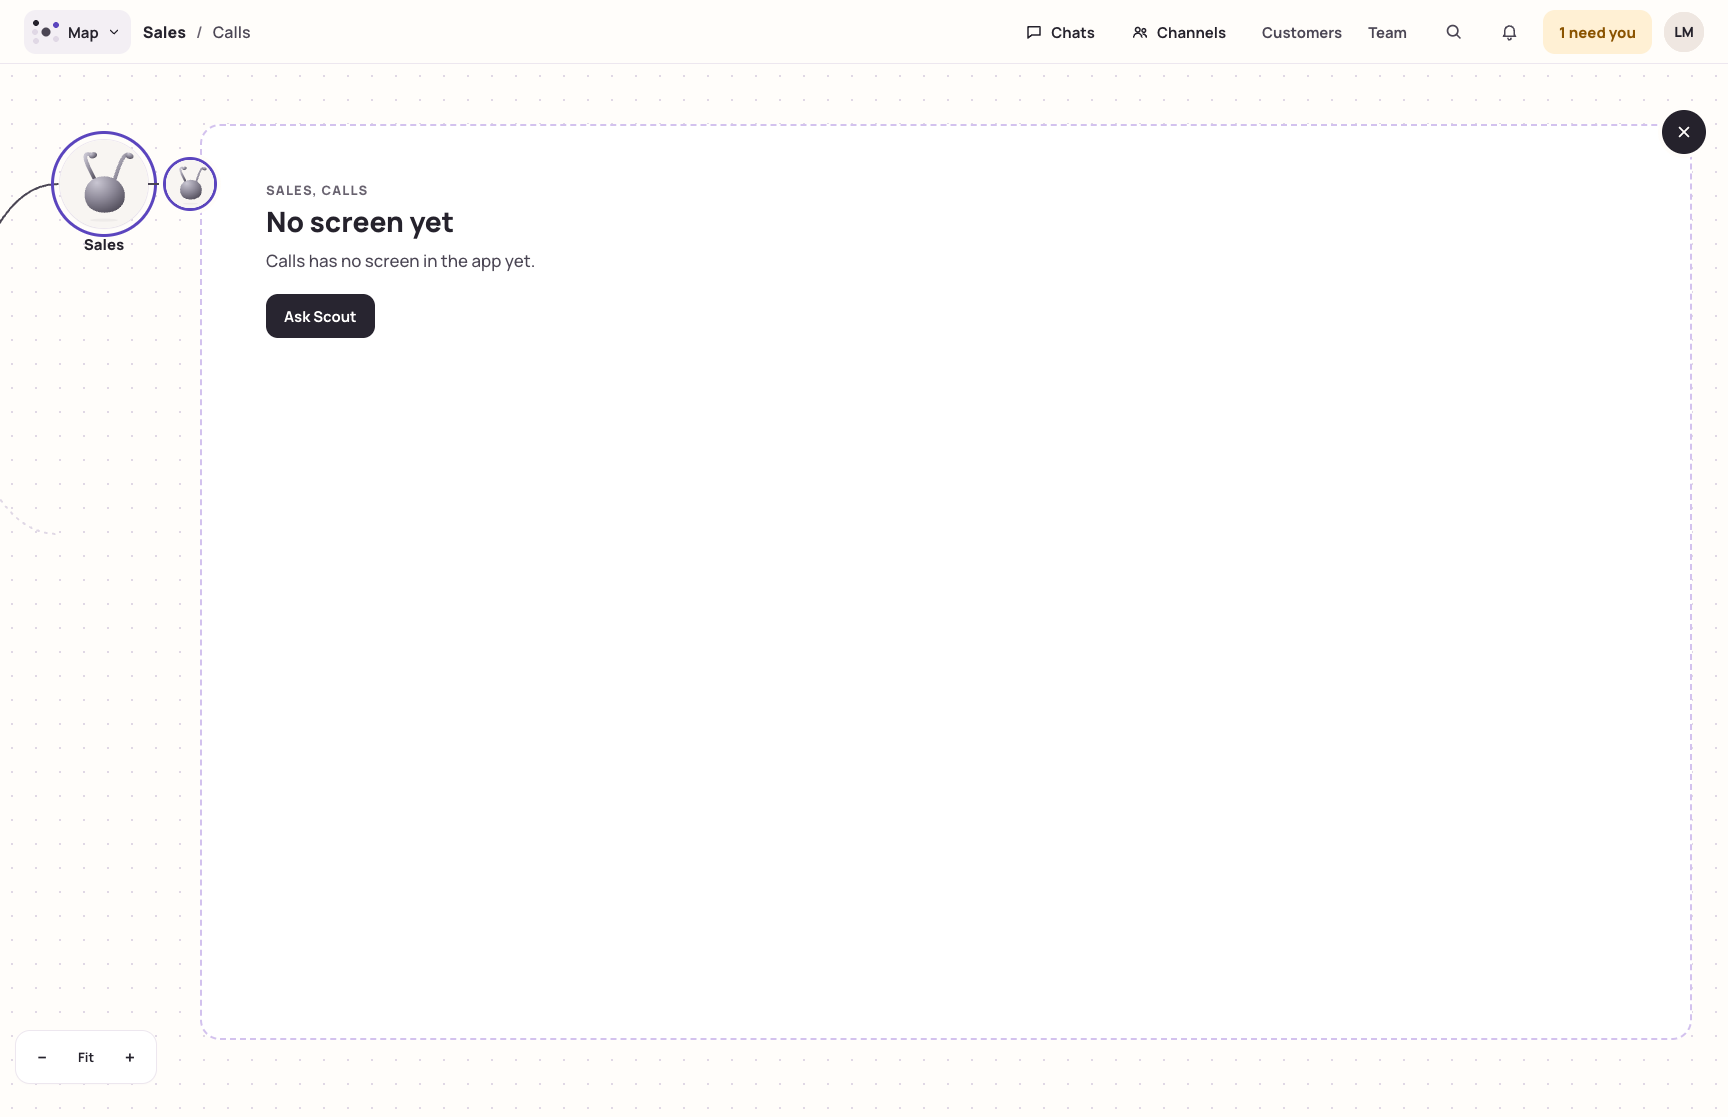 Map
Sales / Calls
Chats
Channels
Customers
Team
1 need you
LM
Sales
SALES, CALLS
No screen yet
Calls has no screen in the app yet.
Ask Scout
− Fit +